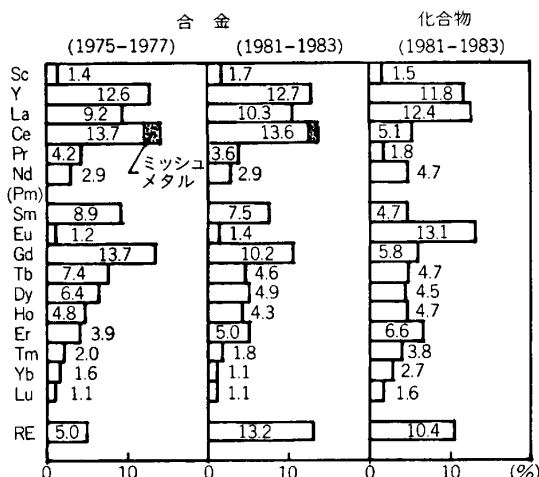 合金 化合物
(1975-1977) (1981-1983) (1981-1983)
Sc 1.4 1.7 1.5
Y 12.6 12.7 11.8
La 9.2 10.3 12.4
Ce 13.7 13.6 5.1
Pr 4.2 3.6 1.8
ミッシュ
メタル
Nd 2.9 2.9 4.7
(Pm)
Sm 8.9 7.5 4.7
Eu 1.2 1.4 13.1
Gd 13.7 10.2 5.8
Tb 7.4 4.6 4.7
Dy 6.4 4.9 4.5
Ho 4.8 4.3 4.7
Er 3.9 5.0 6.6
Tm 2.0 1.8 3.8
Yb 1.6 1.1 2.7
Lu 1.1 1.1 1.6
RE 5.0 13.2 10.4
0 10 0 10 0 10 (%)